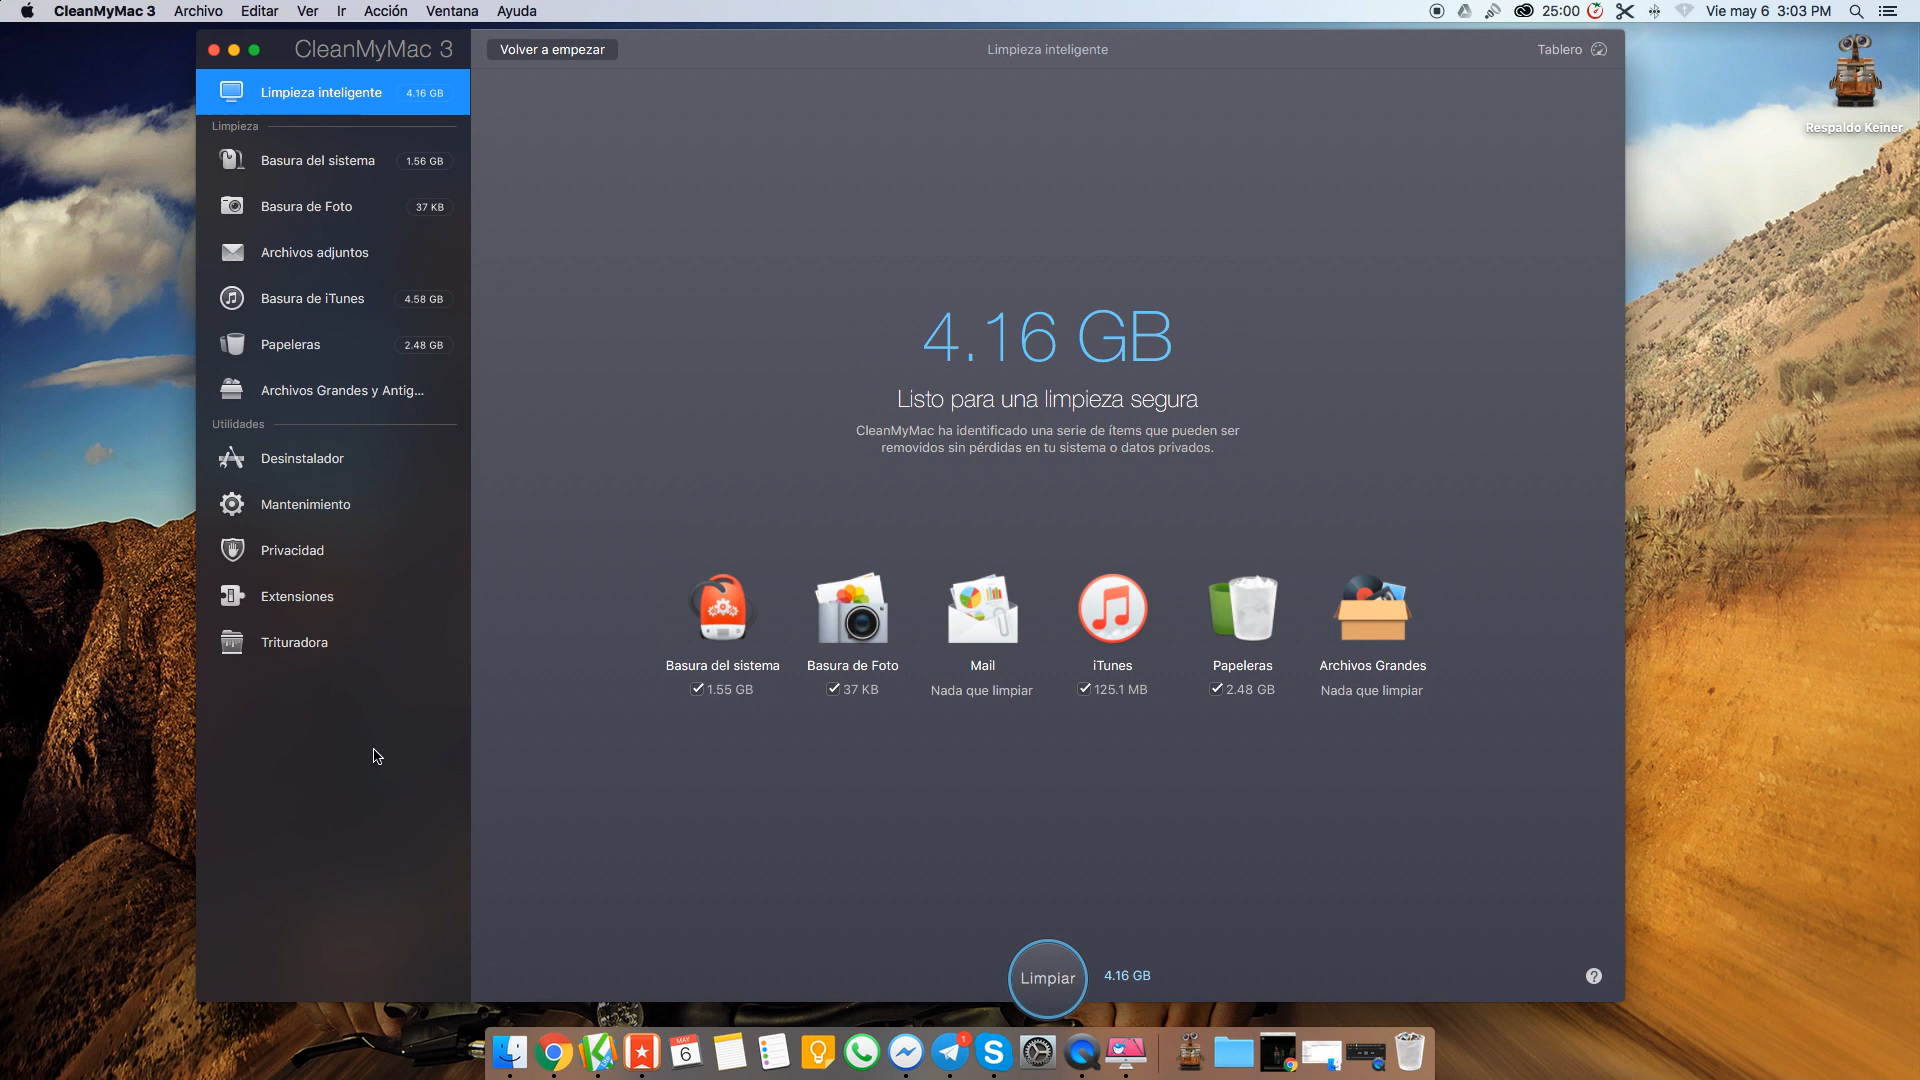 CleanMyMac 3 Archivo Editar Ver Ir Acción Ventana Ayuda
25:00 Vie may 6 3:03 PM
CleanMyMac 3
Volver a empezar
Limpieza inteligente
Tablero
Respaldo Keiner
Limpieza inteligente 4.16 GB
Limpieza
Basura del sistema 1.56 GB
Basura de Foto 37 KB
Archivos adjuntos
Basura de iTunes 4.58 GB
Papeleras 2.48 GB
Archivos Grandes y Antig...
Utilidades
Desinstalador
Mantenimiento
Privacidad
Extensiones
Trituradora
4.16 GB
Listo para una limpieza segura
CleanMyMac ha identificado una serie de ítems que pueden ser
removidos sin pérdidas en tu sistema o datos privados.
Basura del sistema
1.55 GB
Basura de Foto
37 KB
Mail
Nada que limpiar
iTunes
125.1 MB
Papeleras
2.48 GB
Archivos Grandes
Nada que limpiar
Limpiar
4.16 GB
?
MAY
6
1